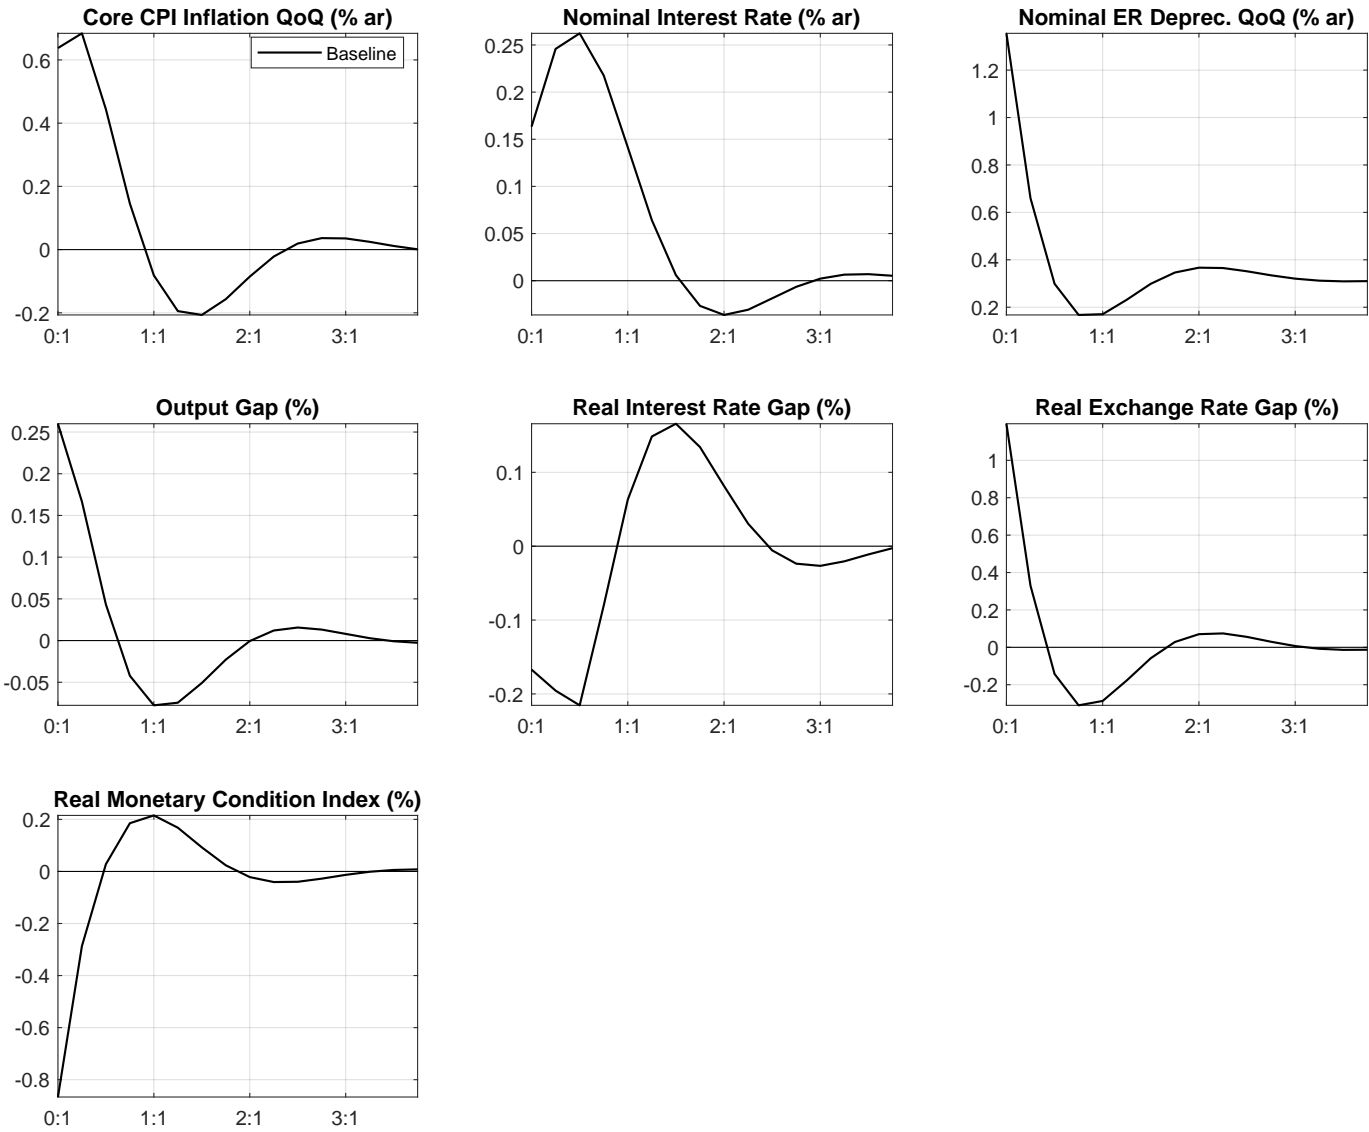 Core CPI Inflation QoQ (% ar)
0.6
0.4
0.2
0
-0.2
0:1 1:1 2:1 3:1
Baseline
Nominal Interest Rate (% ar)
0.25
0.2
0.15
0.1
0.05
0
0:1 1:1 2:1 3:1
Nominal ER Deprec. QoQ (% ar)
1.2
1
0.8
0.6
0.4
0.2
0:1 1:1 2:1 3:1
Output Gap (%)
0.25
0.2
0.15
0.1
0.05
0
-0.05
0:1 1:1 2:1 3:1
Real Interest Rate Gap (%)
0.1
0
-0.1
-0.2
0:1 1:1 2:1 3:1
Real Exchange Rate Gap (%)
1
0.8
0.6
0.4
0.2
0
-0.2
0:1 1:1 2:1 3:1
Real Monetary Condition Index (%)
0.2
0
-0.2
-0.4
-0.6
-0.8
0:1 1:1 2:1 3:1